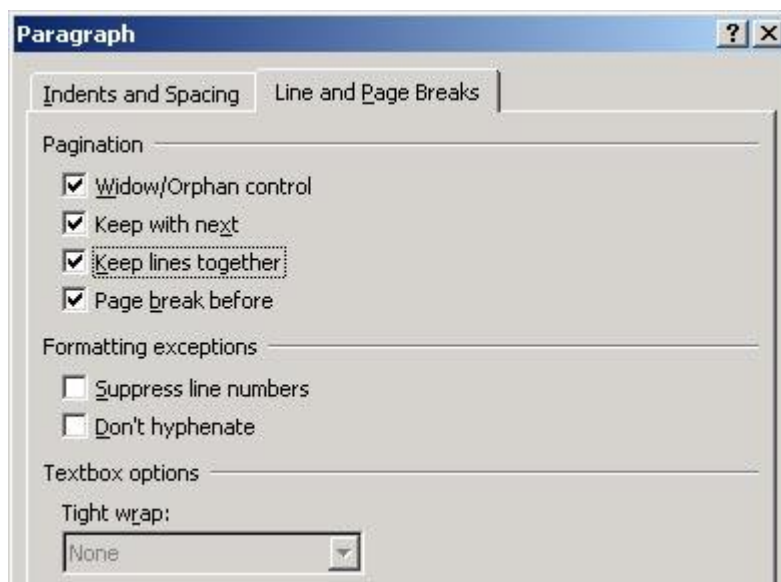 Paragraph
Indents and Spacing Line and Page Breaks
Pagination
Widow/Orphan control
Keep with next
Keep lines together
Page break before
Formatting exceptions
Suppress line numbers
Don't hyphenate
Textbox options
Tight wrap:
None